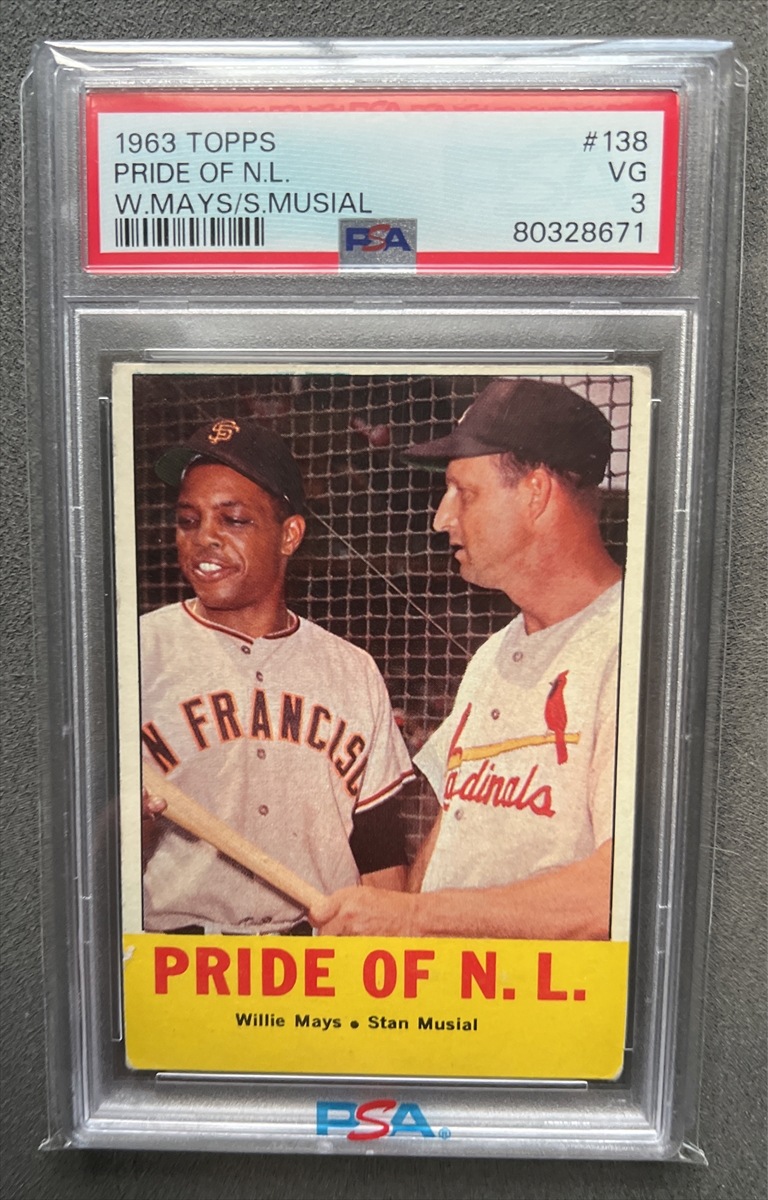 1963 TOPPS #138
PRIDE OF N.L. VG
W.MAYS/S.MUSIAL 3
PSA 80328671
SF
N FRANCISC
Cardinals
PRIDE OF N. L.
Willie Mays • Stan Musial
PSA®